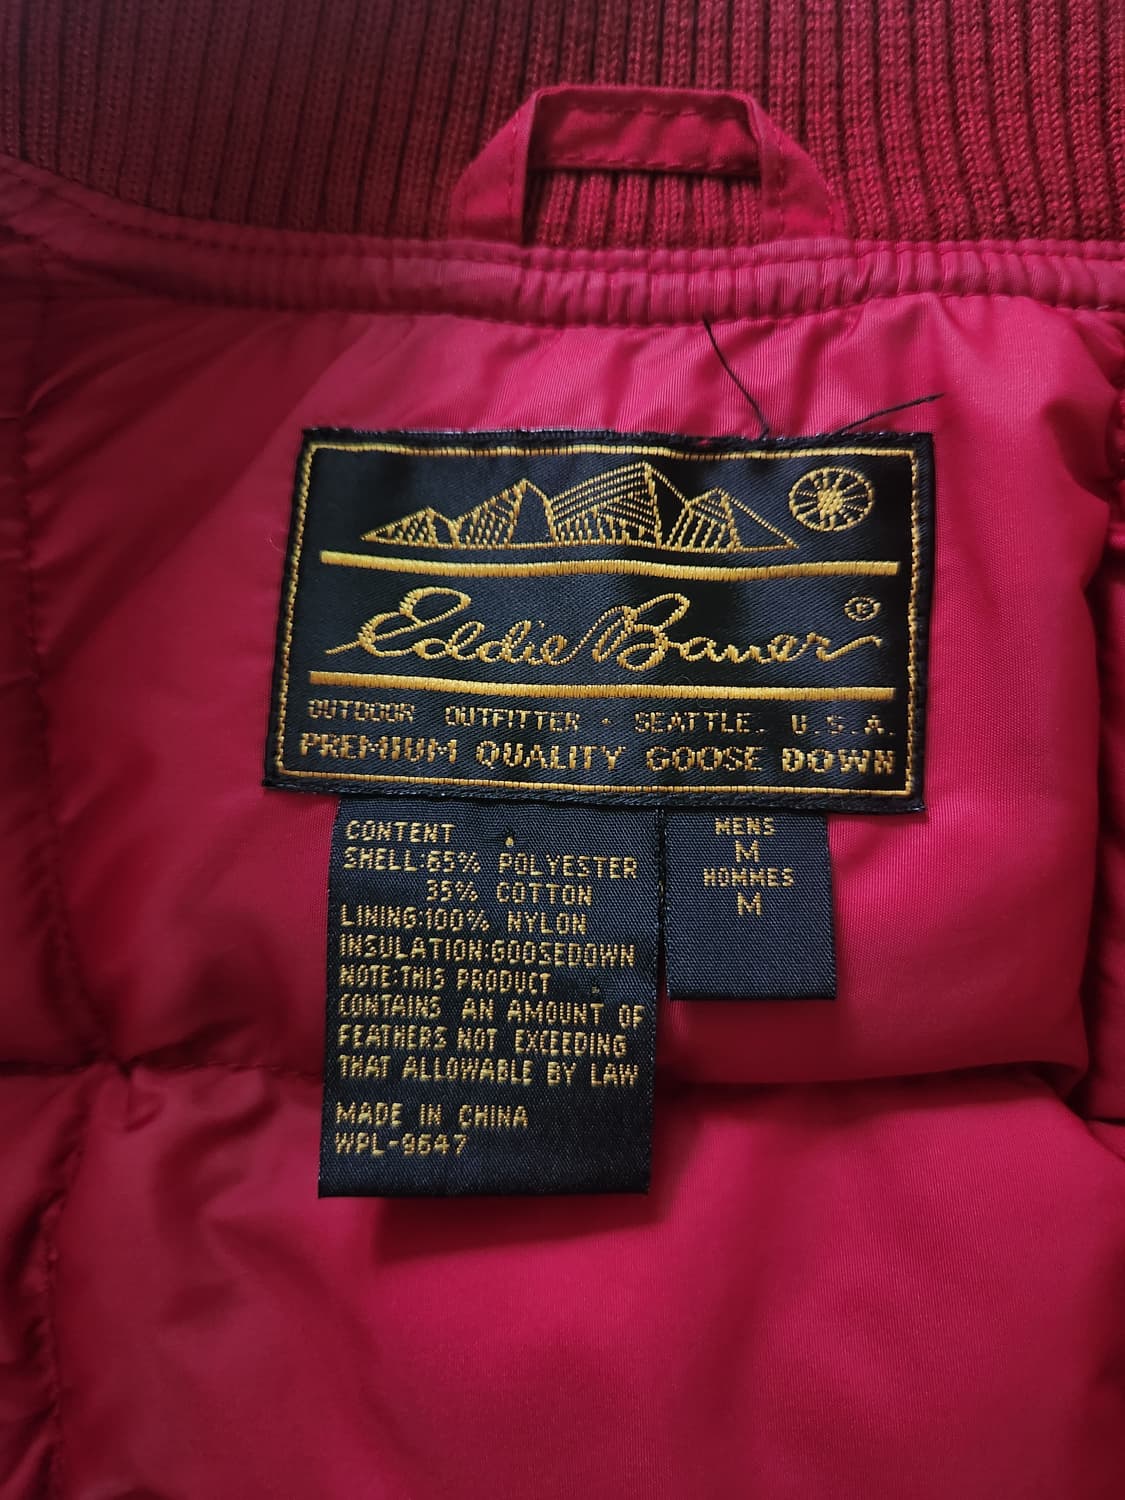 Eddie Bauer®
OUTDOOR OUTFITTER · SEATTLE, U.S.A.
PREMIUM QUALITY GOOSE DOWN
CONTENT
SHELL:65% POLYESTER
35% COTTON
LINING:100% NYLON
INSULATION:GOOSEDOWN
NOTE:THIS PRODUCT
CONTAINS AN AMOUNT OF
FEATHERS NOT EXCEEDING
THAT ALLOWABLE BY LAW
MADE IN CHINA
WPL-9647
MENS
M
HOMMES
M